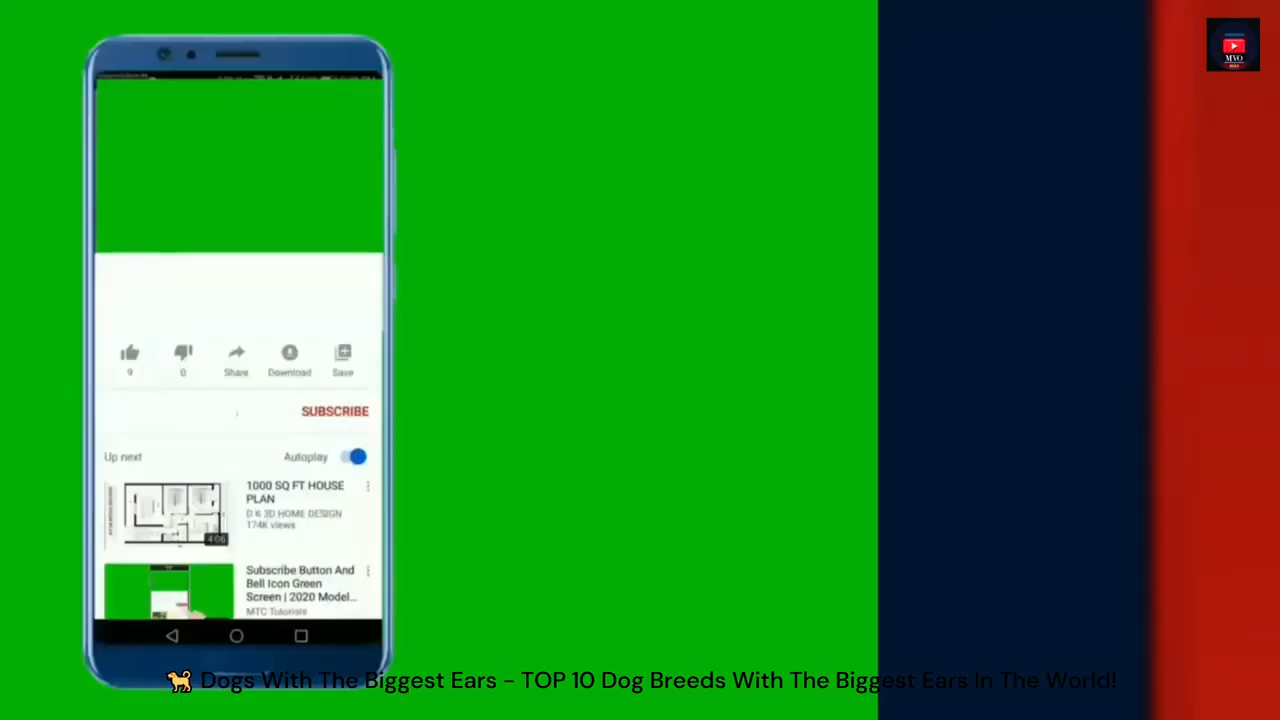 MVO
9
0
Share
Download
Save
SUBSCRIBE
Up next
Autoplay
1000 SQ FT HOUSE
PLAN
D & 3D HOME DESIGN
174K views
4:06
Subscribe Button And
Bell Icon Green
Screen | 2020 Model...
MTC Tutorials
🐕 Dogs With The Biggest Ears - TOP 10 Dog Breeds With The Biggest Ears In The World!